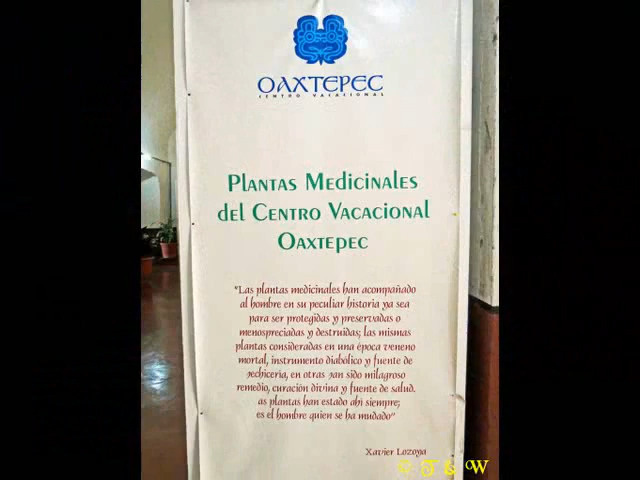 OAXTEPEC
CENTRO VACACIONAL
PLANTAS MEDICINALES
DEL CENTRO VACACIONAL
OAXTEPEC
"Las plantas medicinales han acompañado
al hombre en su peculiar historia ya sea
para ser protegidas y preservadas o
menospreciadas y destruidas; las mismas
plantas consideradas en una época veneno
mortal, instrumento diabólico y fuente de
hechiceria, en otras han sido milagroso
remedio, curación divina y fuente de salud.
as plantas han estado ahi siempre;
es el hombre quien se ha mudado"
Xavier Lozoya
© J & W